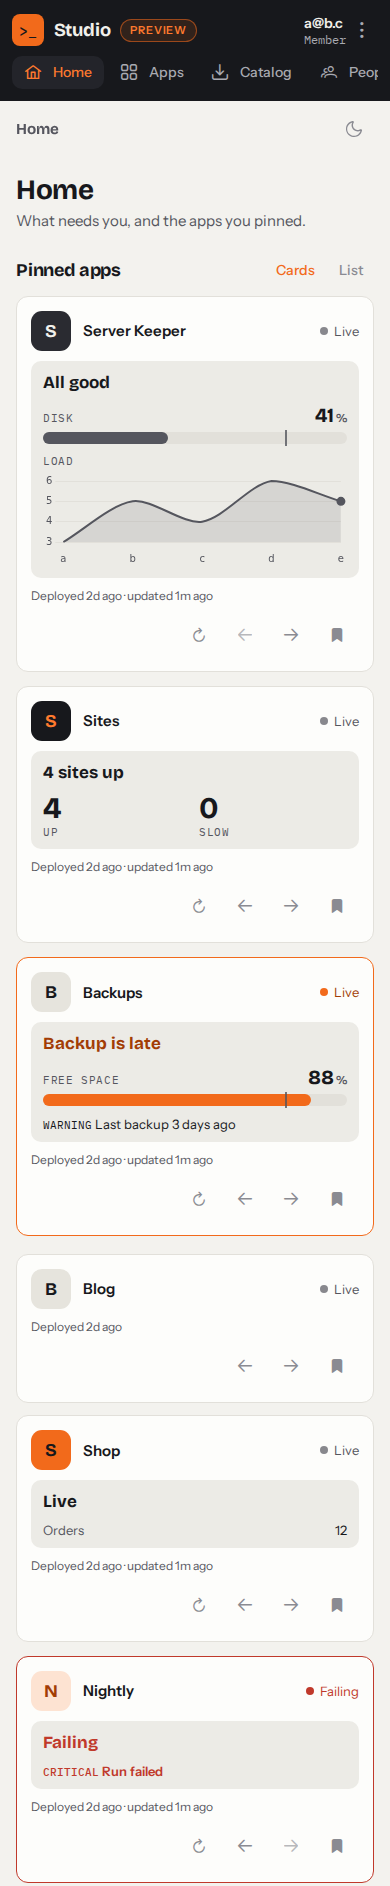 >_ Studio PREVIEW a@b.c
Member
Home Apps Catalog Peop
Home
Home
What needs you, and the apps you pinned.
Pinned apps Cards List
S Server Keeper Live
All good
DISK 41%
LOAD
6
5
4
3
a b c d e
Deployed 2d ago·updated 1m ago
S Sites Live
4 sites up
4 0
UP SLOW
Deployed 2d ago·updated 1m ago
B Backups Live
Backup is late
FREE SPACE 88%
WARNING Last backup 3 days ago
Deployed 2d ago·updated 1m ago
B Blog Live
Deployed 2d ago
S Shop Live
Live
Orders 12
Deployed 2d ago·updated 1m ago
N Nightly Failing
Failing
CRITICAL Run failed
Deployed 2d ago·updated 1m ago